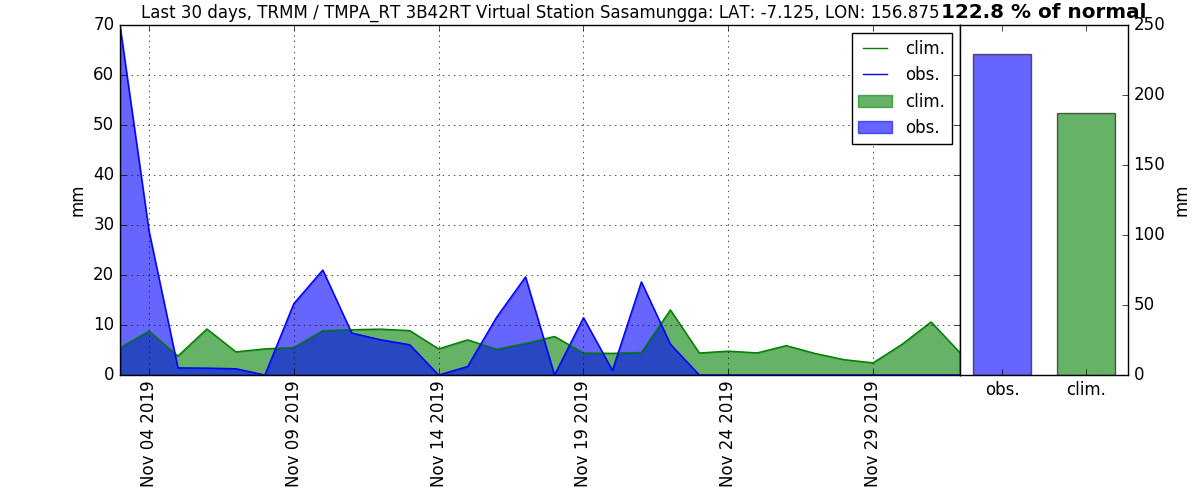 Last 30 days, TRMM / TMPA_RT 3B42RT Virtual Station Sasamungga: LAT: -7.125, LON: 156.875
122.8 % of normal
70
60
50
40
30
20
10
0
mm
clim.
obs.
clim.
obs.
250
200
150
100
50
0
mm
obs.
clim.
Nov 04 2019
Nov 09 2019
Nov 14 2019
Nov 19 2019
Nov 24 2019
Nov 29 2019